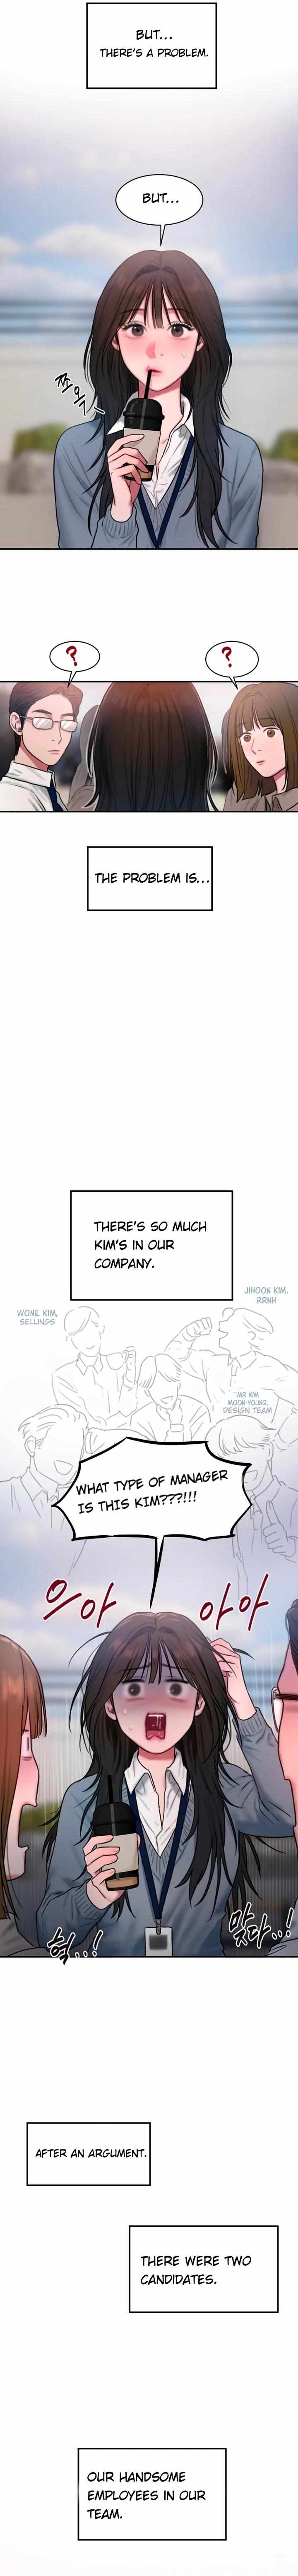 BUT...
THERE'S A PROBLEM.
BUT...
쪼옥~
?
?
THE PROBLEM IS...
THERE'S SO MUCH
KIM'S IN OUR
COMPANY.
JIHOON KIM,
RRHH
WONIL KIM,
SELLINGS
MR KIM
MOON-YOUNG,
DESIGN TEAM
WHAT TYPE OF MANAGER
IS THIS KIM???!!!
으아
아아
헉...!
맞다..!
AFTER AN ARGUMENT.
THERE WERE TWO
CANDIDATES.
OUR HANDSOME
EMPLOYEES IN OUR
TEAM.